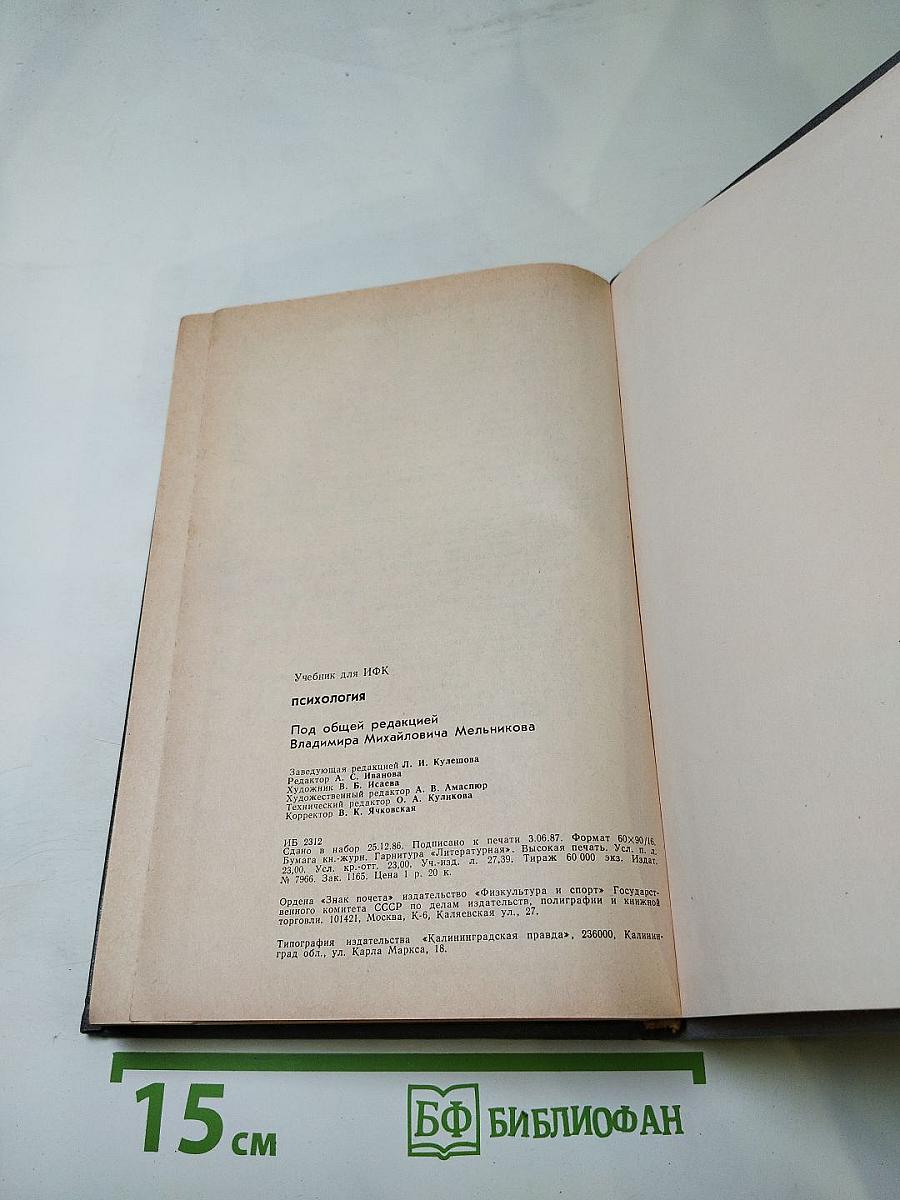 Учебник для ИФК
ПСИХОЛОГИЯ
Под общей редакцией
Владимира Михайловича Мельникова
Заведующая редакцией Л. И. Кулешова
Редактор А. С. Иванова
Художник В. Б. Исаева
Художественный редактор А. В. Амаспюр
Технический редактор О. А. Куликова
Корректор В. К. Ячковская
ИБ 2312
Сдано в набор 25.12.86. Подписано к печати 3.06.87. Формат 60×90/16.
Бумага кн.-журн. Гарнитура «Литературная». Высокая печать. Усл. п. л.
23,00. Усл. кр.-отт. 23,00. Уч.-изд. л. 27,39. Тираж 60 000 экз. Издат.
№ 7966. Зак. 1165. Цена 1 р. 20 к.
Ордена «Знак почета» издательство «Физкультура и спорт» Государст-
венного комитета СССР по делам издательств, полиграфии и книжной
торговли. 101421, Москва, К-6, Каляевская ул., 27.
Типография издательства «Калининградская правда», 236000, Калинин-
град обл., ул. Карла Маркса, 18.
15 см
БФ БИБЛИОФАН